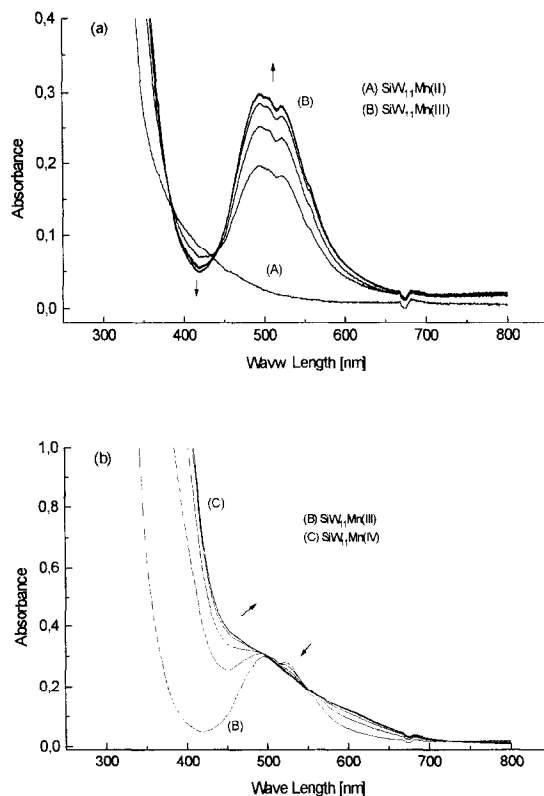 (a)
0,4
0,3
0,2
0,1
0,0
Absorbance
(B)
(A) SiW11Mn(II)
(B) SiW11Mn(III)
(A)
300 400 500 600 700 800
Wavw Length [nm]
(b)
1,0
0,8
0,6
0,4
0,2
0,0
Absorbance
(C)
(B) SiW11Mn(III)
(C) SiW11Mn(IV)
(B)
300 400 500 600 700 800
Wave Length [nm]